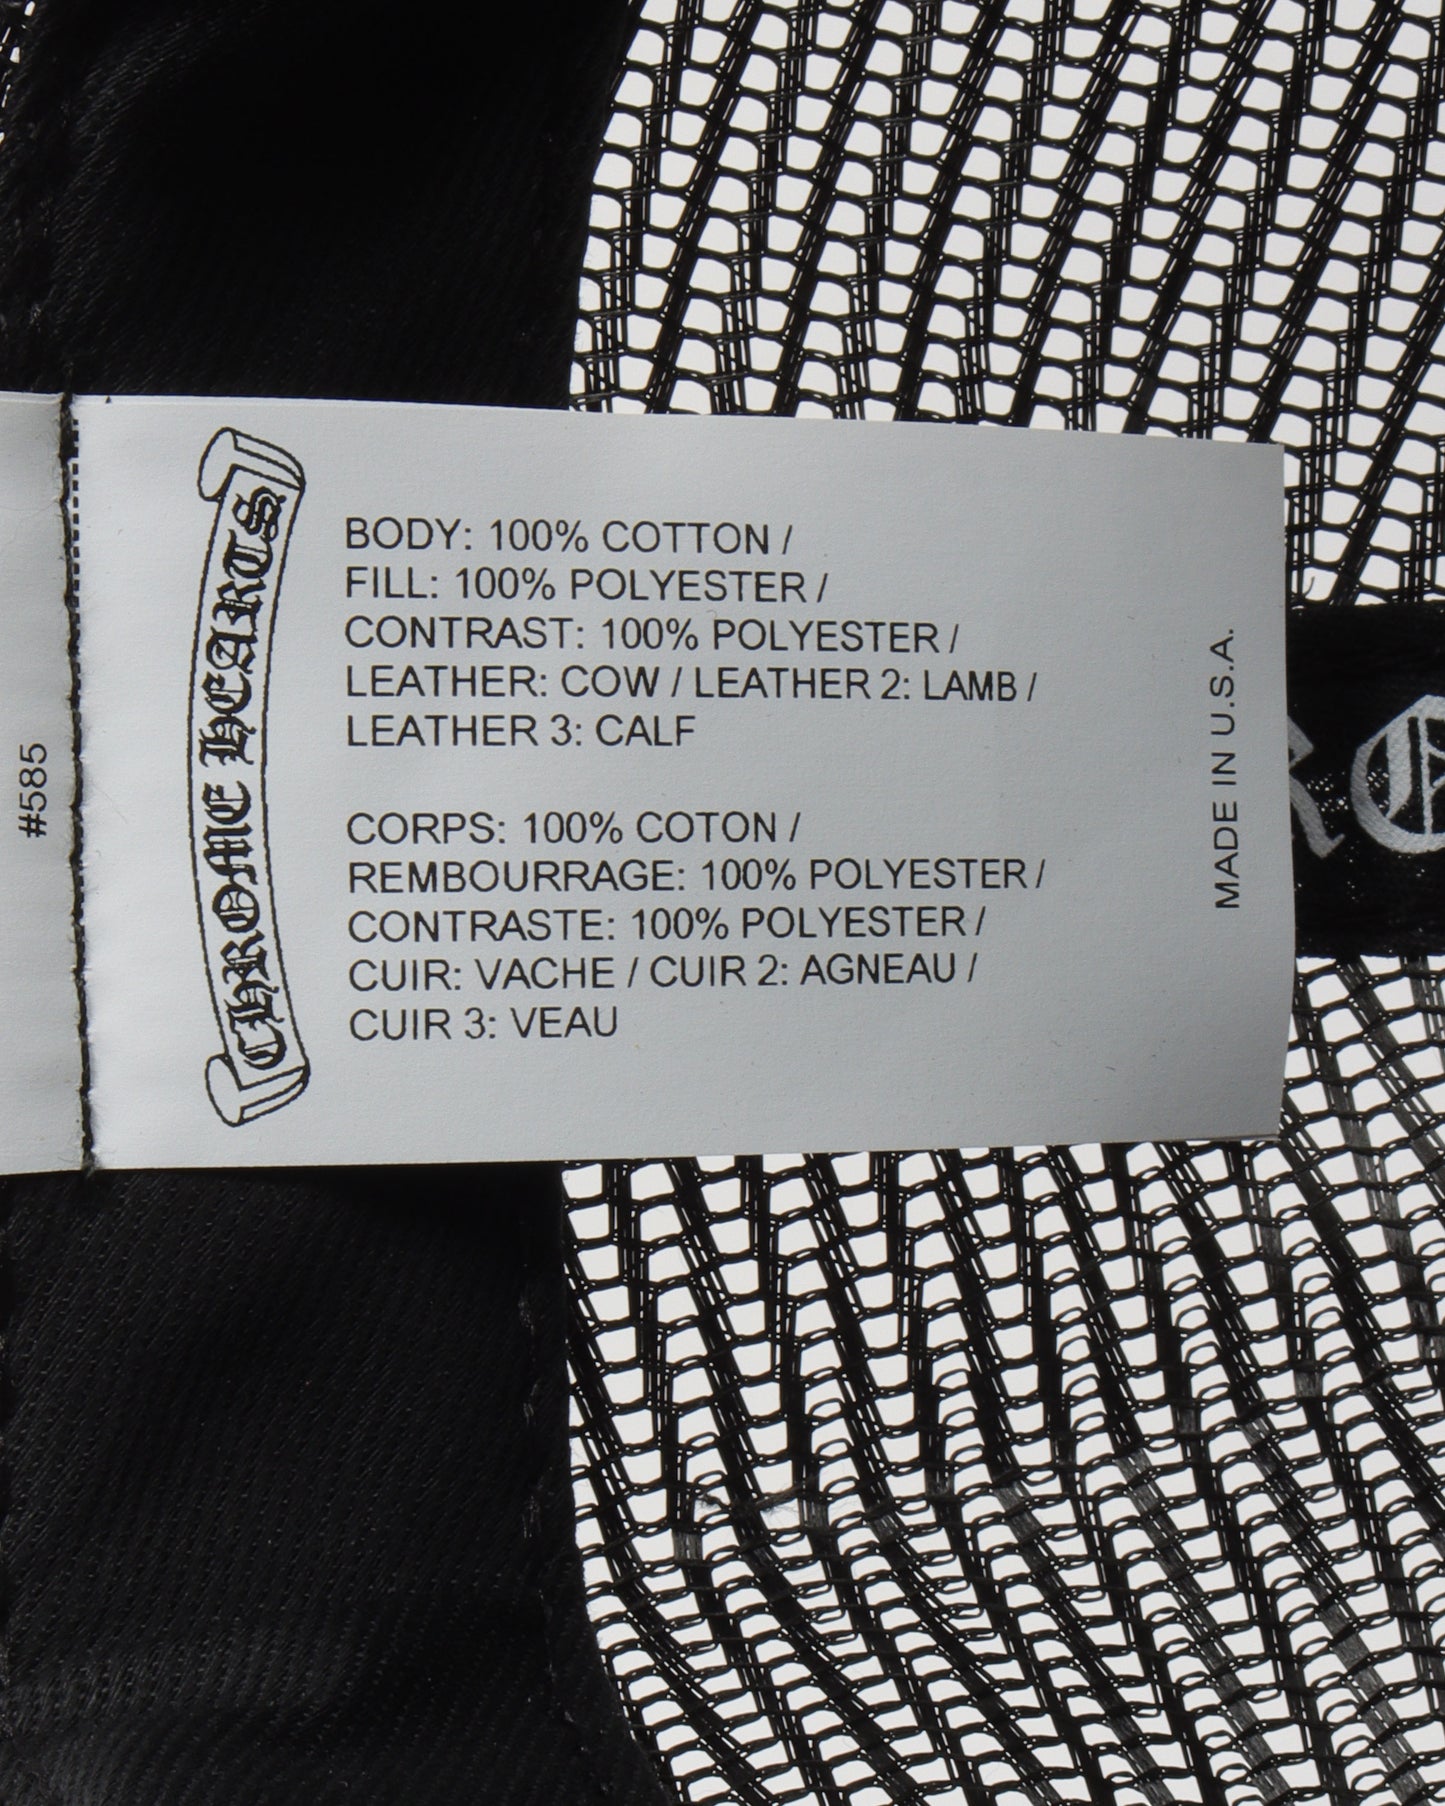 #585
CHROME HEARTS
BODY: 100% COTTON /
FILL: 100% POLYESTER /
CONTRAST: 100% POLYESTER /
LEATHER: COW / LEATHER 2: LAMB /
LEATHER 3: CALF
CORPS: 100% COTON /
REMBOURRAGE: 100% POLYESTER /
CONTRASTE: 100% POLYESTER /
CUIR: VACHE / CUIR 2: AGNEAU /
CUIR 3: VEAU
MADE IN U.S.A.